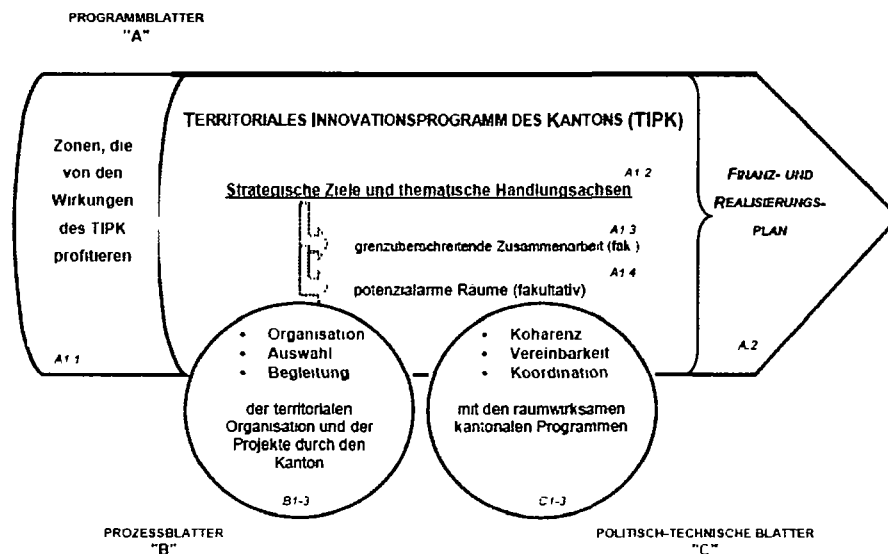 PROGRAMMBLATTER
"A"
TERRITORIALES INNOVATIONSPROGRAMM DES KANTONS (TIPK)
Zonen, die
von den
Wirkungen
des TIPK
profitieren
A1.1
A1.2
Strategische Ziele und thematische Handlungsachsen
A1.3
grenzuberschreitende Zusammenarbeit (fak.)
A1.4
potenzialarme Räume (fakultativ)
FINANZ- UND
REALISIERUNGS-
PLAN
A.2
• Organisation
• Auswahl
• Begleitung
der territorialen
Organisation und der
Projekte durch den
Kanton
B1-3
• Koharenz
• Vereinbarkeit
• Koordination
mit den raumwirksamen
kantonalen Programmen
C1-3
PROZESSBLATTER
"B"
POLITISCH-TECHNISCHE BLATTER
"C"